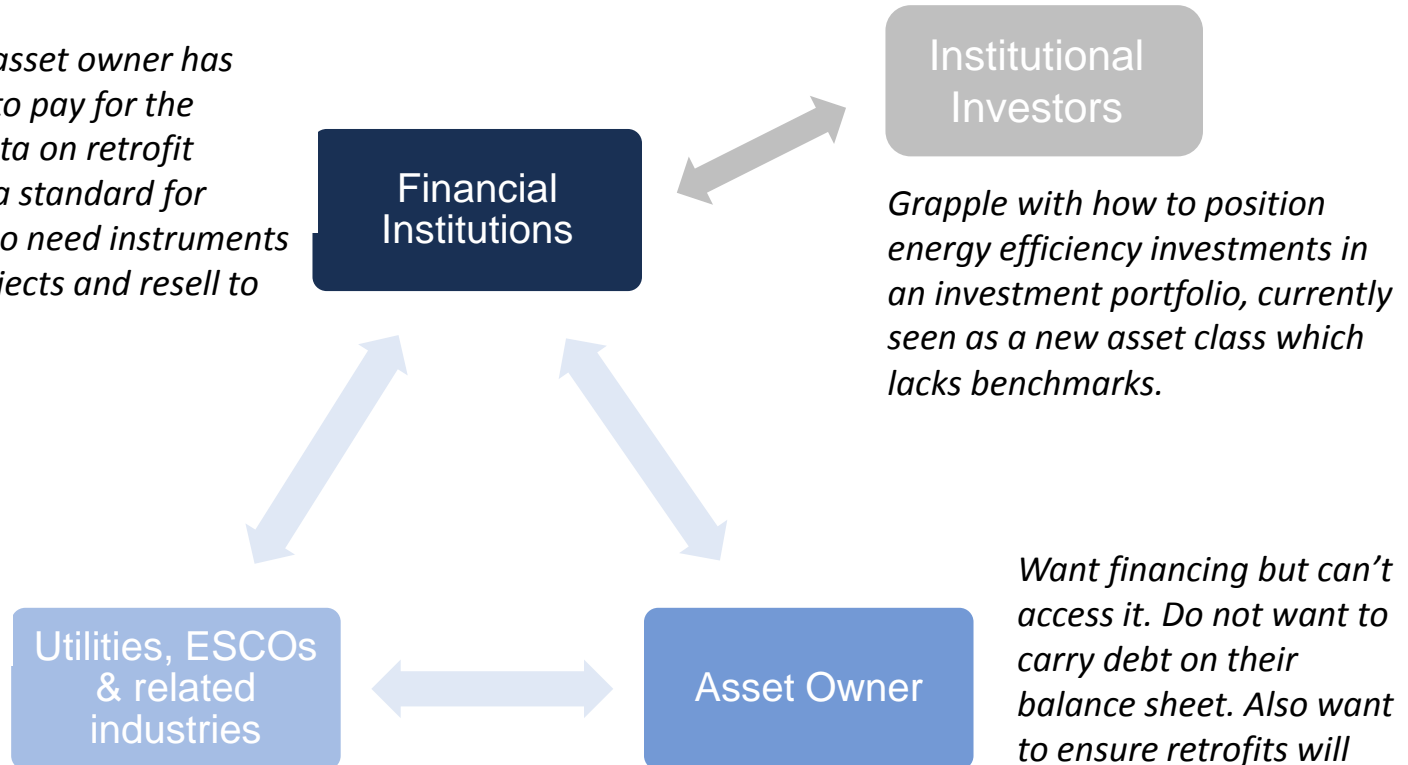 asset owner has
to pay for the
ta on retrofit
a standard for
o need instruments
jects and resell to
Financial
Institutions
Institutional
Investors
Grapple with how to position
energy efficiency investments in
an investment portfolio, currently
seen as a new asset class which
lacks benchmarks.
Utilities, ESCOs
& related
industries
Asset Owner
Want financing but can’t
access it. Do not want to
carry debt on their
balance sheet. Also want
to ensure retrofits will